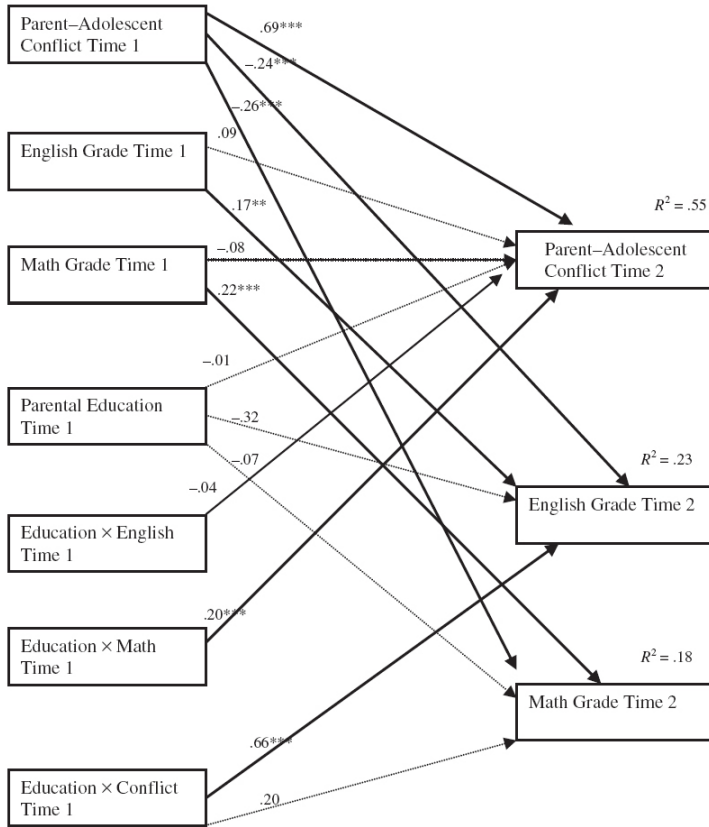 Parent–Adolescent
Conflict Time 1
.69***
–.24***
–.26***
English Grade Time 1
.09
.17**
R² = .55
Math Grade Time 1
–.08
Parent–Adolescent
Conflict Time 2
.22***
–.01
Parental Education
Time 1
–.32
–.07
R² = .23
–.04
English Grade Time 2
Education × English
Time 1
.20***
Education × Math
Time 1
R² = .18
Math Grade Time 2
.66***
Education × Conflict
Time 1
.20